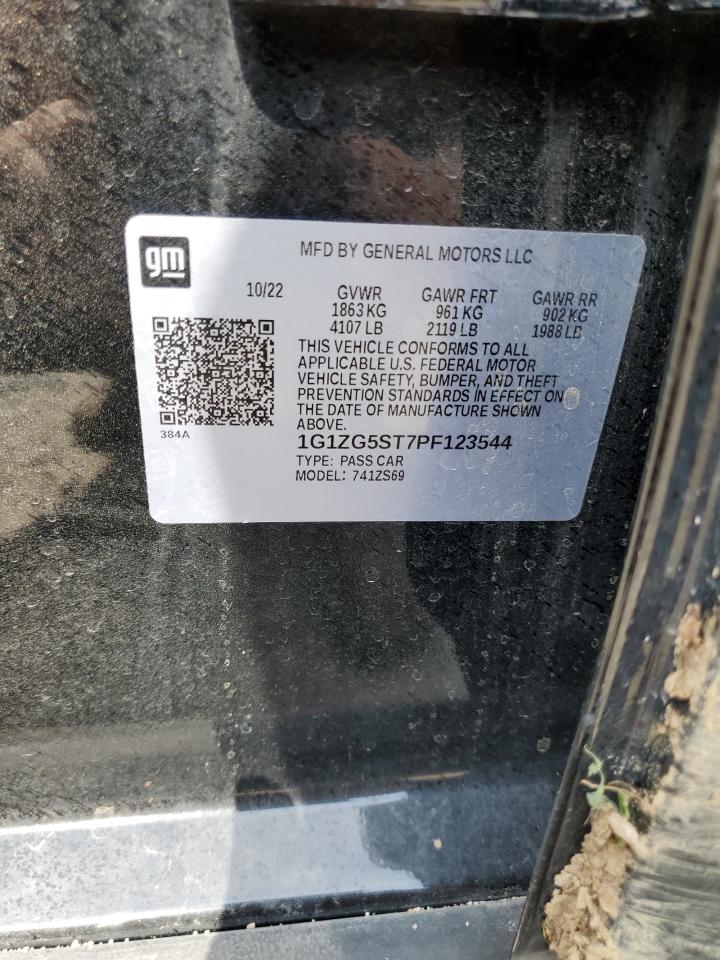 gm
MFD BY GENERAL MOTORS LLC
10/22 GVWR GAWR FRT GAWR RR
1863 KG 961 KG 902 KG
4107 LB 2119 LB 1988 LB
THIS VEHICLE CONFORMS TO ALL
APPLICABLE U.S. FEDERAL MOTOR
VEHICLE SAFETY, BUMPER, AND THEFT
PREVENTION STANDARDS IN EFFECT ON
THE DATE OF MANUFACTURE SHOWN
ABOVE.
384A
1G1ZG5ST7PF123544
TYPE: PASS CAR
MODEL: 741ZS69